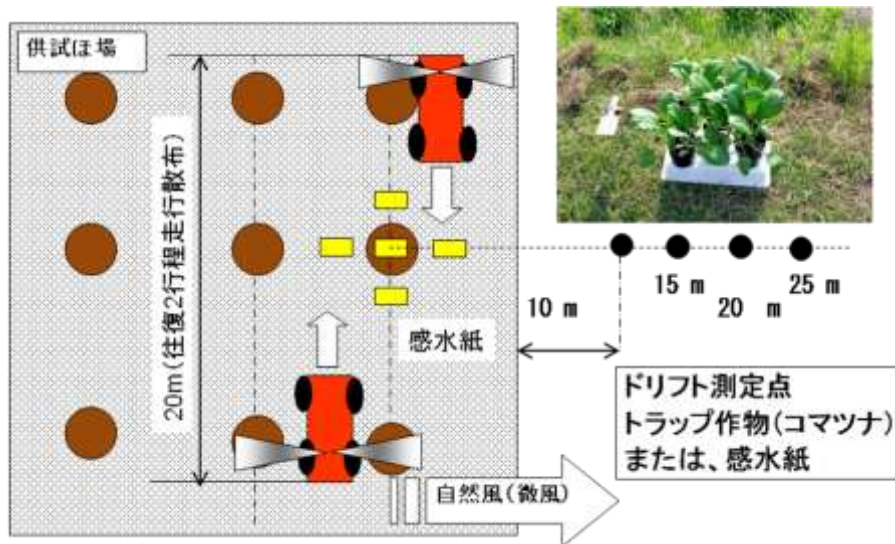 供試ほ場
20m(往復2行程走行散布)
感水紙
10 m
15 m
20 m
25 m
ドリフト測定点
トラップ作物(コマツナ)
または、感水紙
自然風(微風)